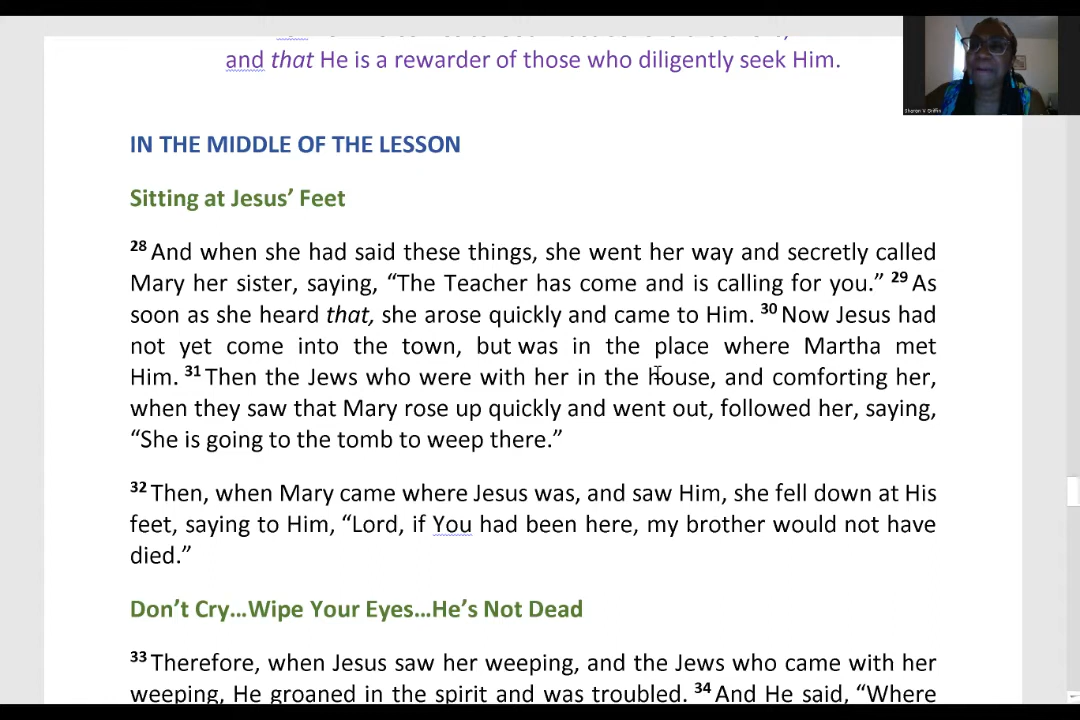 and that He is a rewarder of those who diligently seek Him.
Sharon V Griffin
IN THE MIDDLE OF THE LESSON
Sitting at Jesus’ Feet
28 And when she had said these things, she went her way and secretly called
Mary her sister, saying, “The Teacher has come and is calling for you.” 29 As
soon as she heard that, she arose quickly and came to Him. 30 Now Jesus had
not yet come into the town, but was in the place where Martha met
Him. 31 Then the Jews who were with her in the house, and comforting her,
when they saw that Mary rose up quickly and went out, followed her, saying,
“She is going to the tomb to weep there.”
32 Then, when Mary came where Jesus was, and saw Him, she fell down at His
feet, saying to Him, “Lord, if You had been here, my brother would not have
died.”
Don’t Cry…Wipe Your Eyes…He’s Not Dead
33 Therefore, when Jesus saw her weeping, and the Jews who came with her
weeping, He groaned in the spirit and was troubled. 34 And He said, “Where